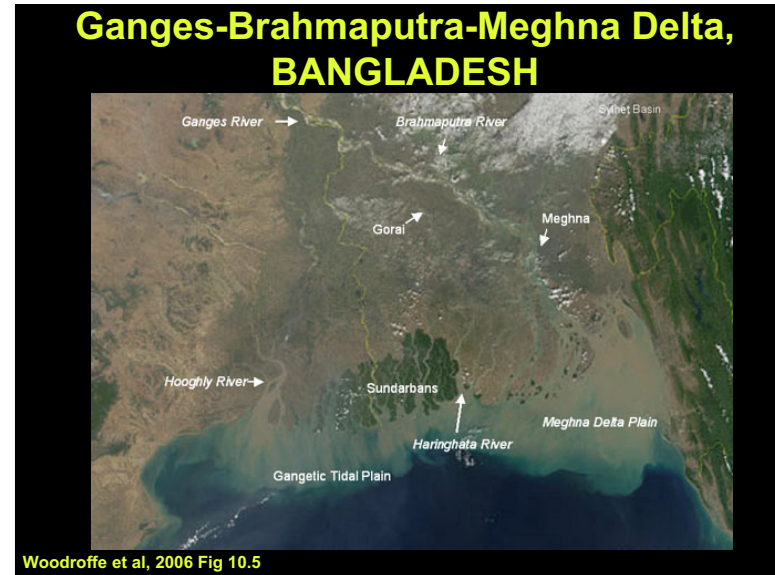 Ganges-Brahmaputra-Meghna Delta,
BANGLADESH
Sylhet Basin
Ganges River
Brahmaputra River
Gorai
Meghna
Hooghly River
Sundarbans
Haringhata River
Meghna Delta Plain
Gangetic Tidal Plain
Woodroffe et al, 2006 Fig 10.5